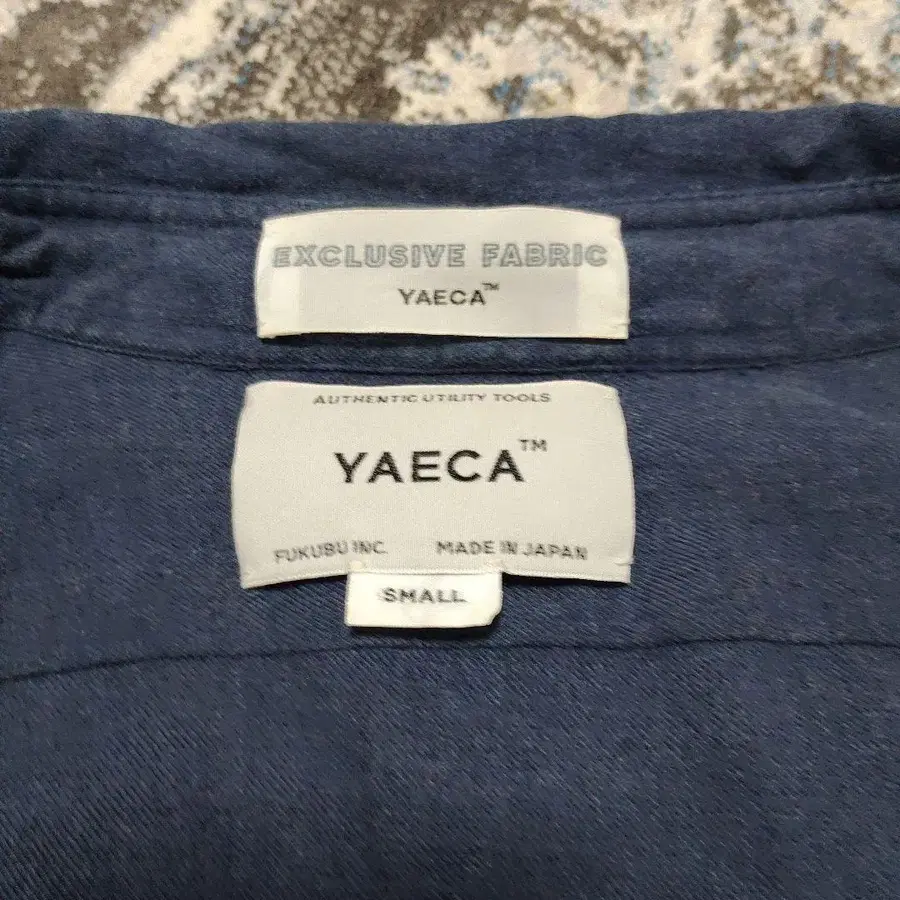 EXCLUSIVE FABRIC
YAECA™
AUTHENTIC UTILITY TOOLS
YAECA™
FUKUBU INC. MADE IN JAPAN
SMALL